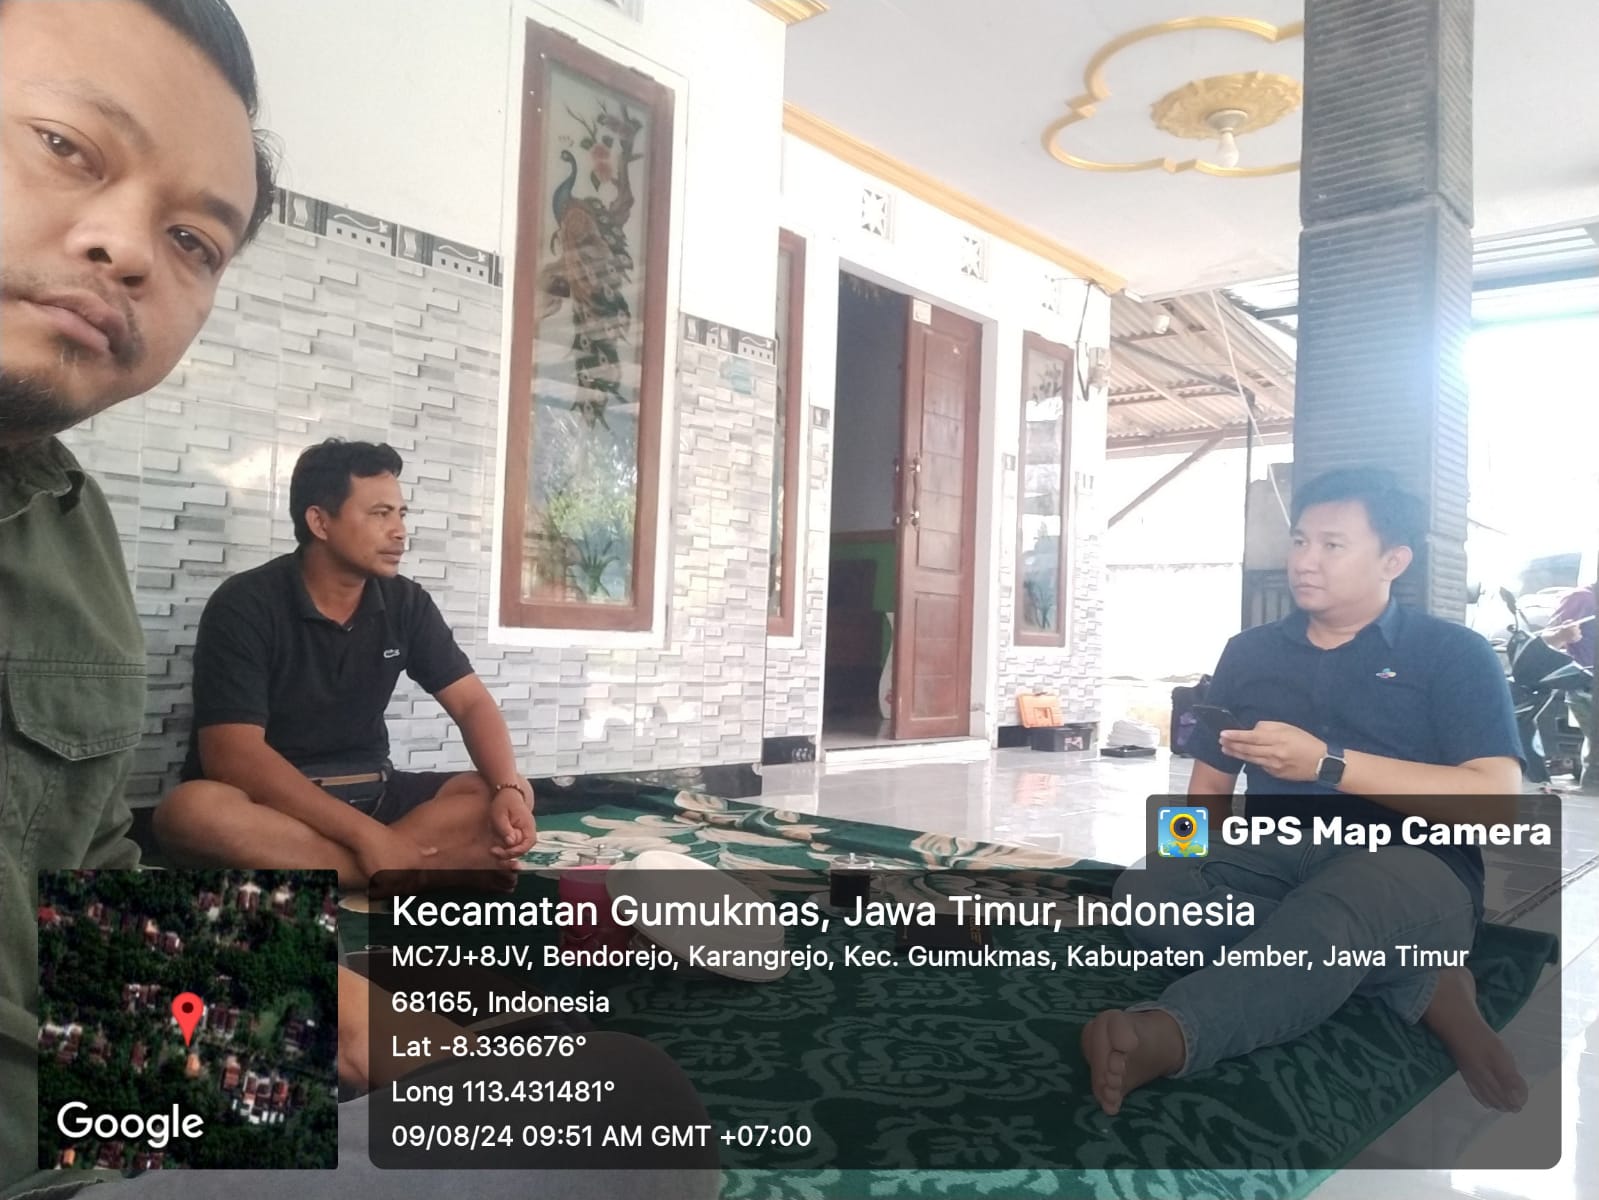 GPS Map Camera
Kecamatan Gumukmas, Jawa Timur, Indonesia
MC7J+8JV, Bendorejo, Karangrejo, Kec. Gumukmas, Kabupaten Jember, Jawa Timur
68165, Indonesia
Lat -8.336676°
Long 113.431481°
09/08/24 09:51 AM GMT +07:00
Google